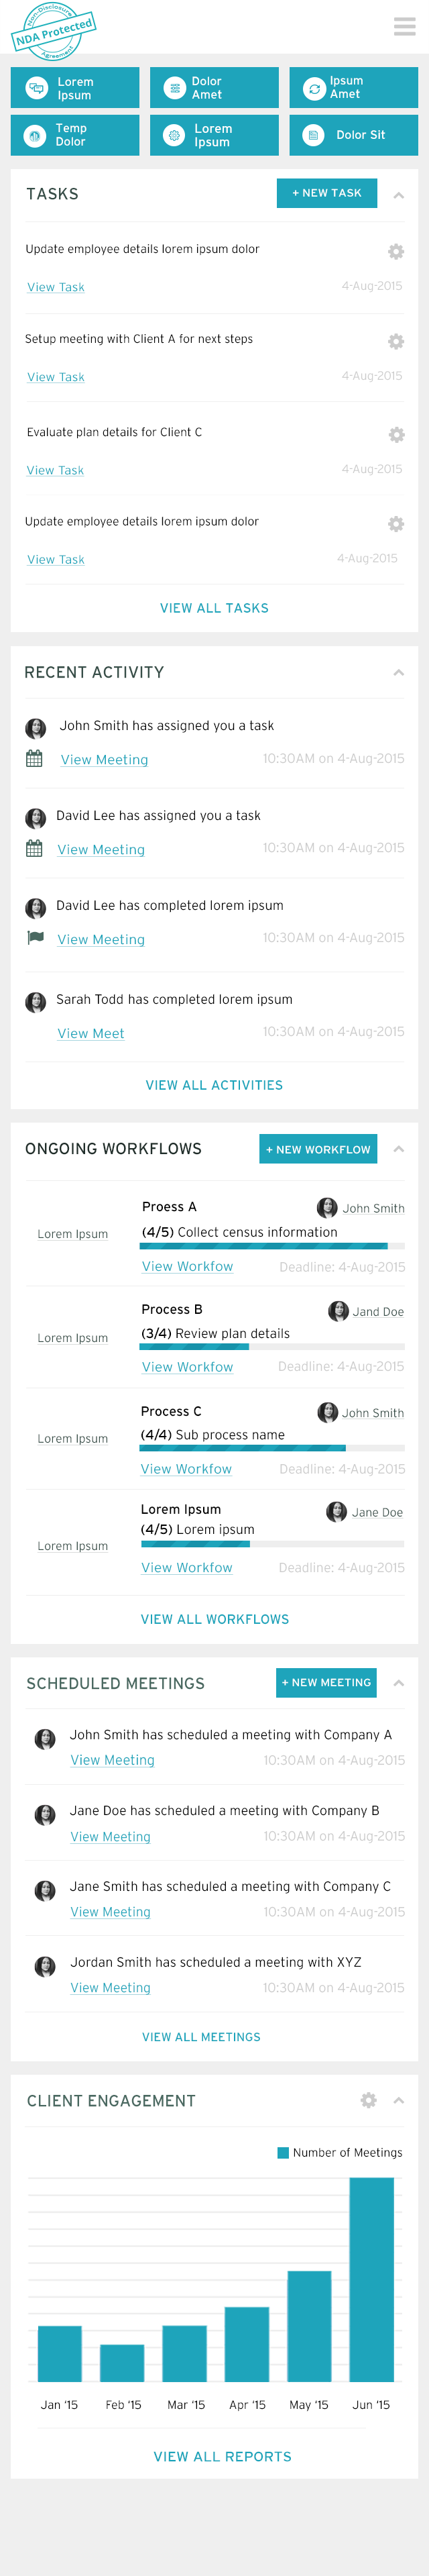 Non-Disclosure
NDA Protected
Agreement
Lorem
Ipsum
Dolor
Amet
Ipsum
Amet
Temp
Dolor
Lorem
Ipsum
Dolor Sit
TASKS
+ NEW TASK
Update employee details lorem ipsum dolor
View Task
4-Aug-2015
Setup meeting with Client A for next steps
View Task
4-Aug-2015
Evaluate plan details for Client C
View Task
4-Aug-2015
Update employee details lorem ipsum dolor
View Task
4-Aug-2015
VIEW ALL TASKS
RECENT ACTIVITY
John Smith has assigned you a task
View Meeting
10:30AM on 4-Aug-2015
David Lee has assigned you a task
View Meeting
10:30AM on 4-Aug-2015
David Lee has completed lorem ipsum
View Meeting
10:30AM on 4-Aug-2015
Sarah Todd has completed lorem ipsum
View Meet
10:30AM on 4-Aug-2015
VIEW ALL ACTIVITIES
ONGOING WORKFLOWS
+ NEW WORKFLOW
Lorem Ipsum
Proess A
John Smith
(4/5) Collect census information
View Workfow
Deadline: 4-Aug-2015
Lorem Ipsum
Process B
Jand Doe
(3/4) Review plan details
View Workfow
Deadline: 4-Aug-2015
Lorem Ipsum
Process C
John Smith
(4/4) Sub process name
View Workfow
Deadline: 4-Aug-2015
Lorem Ipsum
Lorem Ipsum
Jane Doe
(4/5) Lorem ipsum
View Workfow
Deadline: 4-Aug-2015
VIEW ALL WORKFLOWS
SCHEDULED MEETINGS
+ NEW MEETING
John Smith has scheduled a meeting with Company A
View Meeting
10:30AM on 4-Aug-2015
Jane Doe has scheduled a meeting with Company B
View Meeting
10:30AM on 4-Aug-2015
Jane Smith has scheduled a meeting with Company C
View Meeting
10:30AM on 4-Aug-2015
Jordan Smith has scheduled a meeting with XYZ
View Meeting
10:30AM on 4-Aug-2015
VIEW ALL MEETINGS
CLIENT ENGAGEMENT
Number of Meetings
Jan '15
Feb '15
Mar '15
Apr '15
May '15
Jun '15
VIEW ALL REPORTS